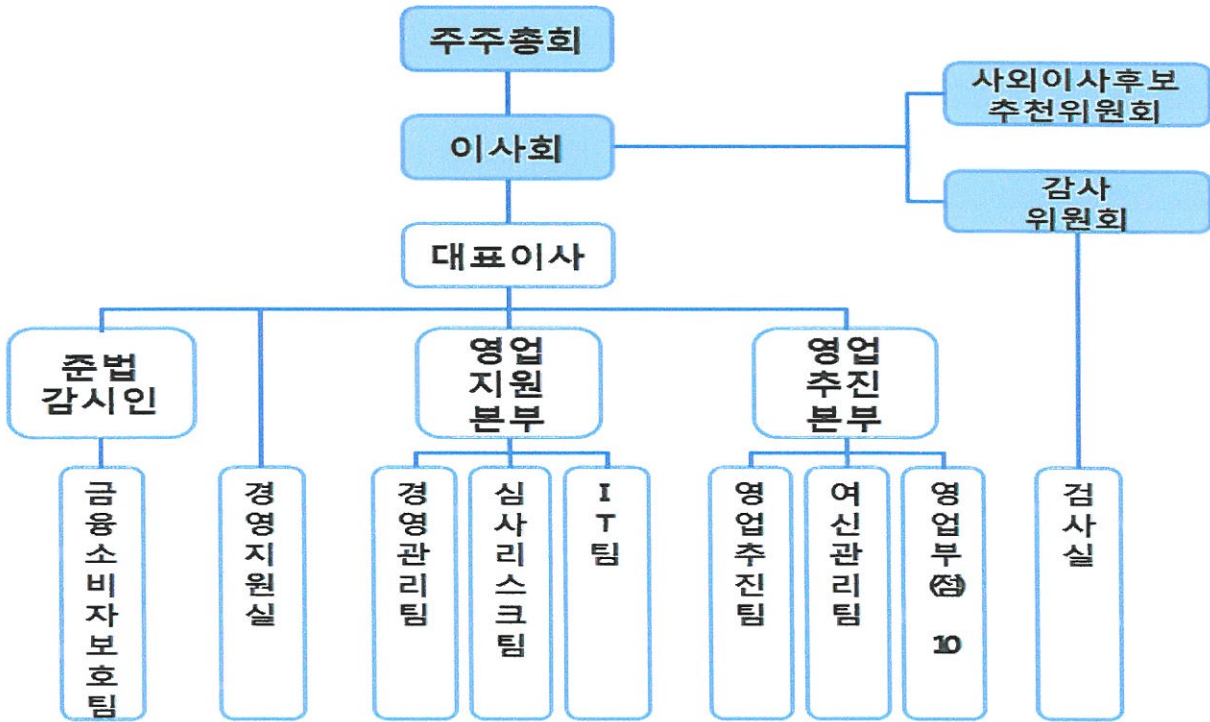 주주총회
사외이사후보
추천위원회
이사회
감사
위원회
대표이사
준법
감시인
영업
지원
본부
영업
추진
본부
금융소비자보호팀
경영지원실
경영관리팀
심사리스크팀
IT팀
영업추진팀
여신관리팀
영업부(점) 10
검사실